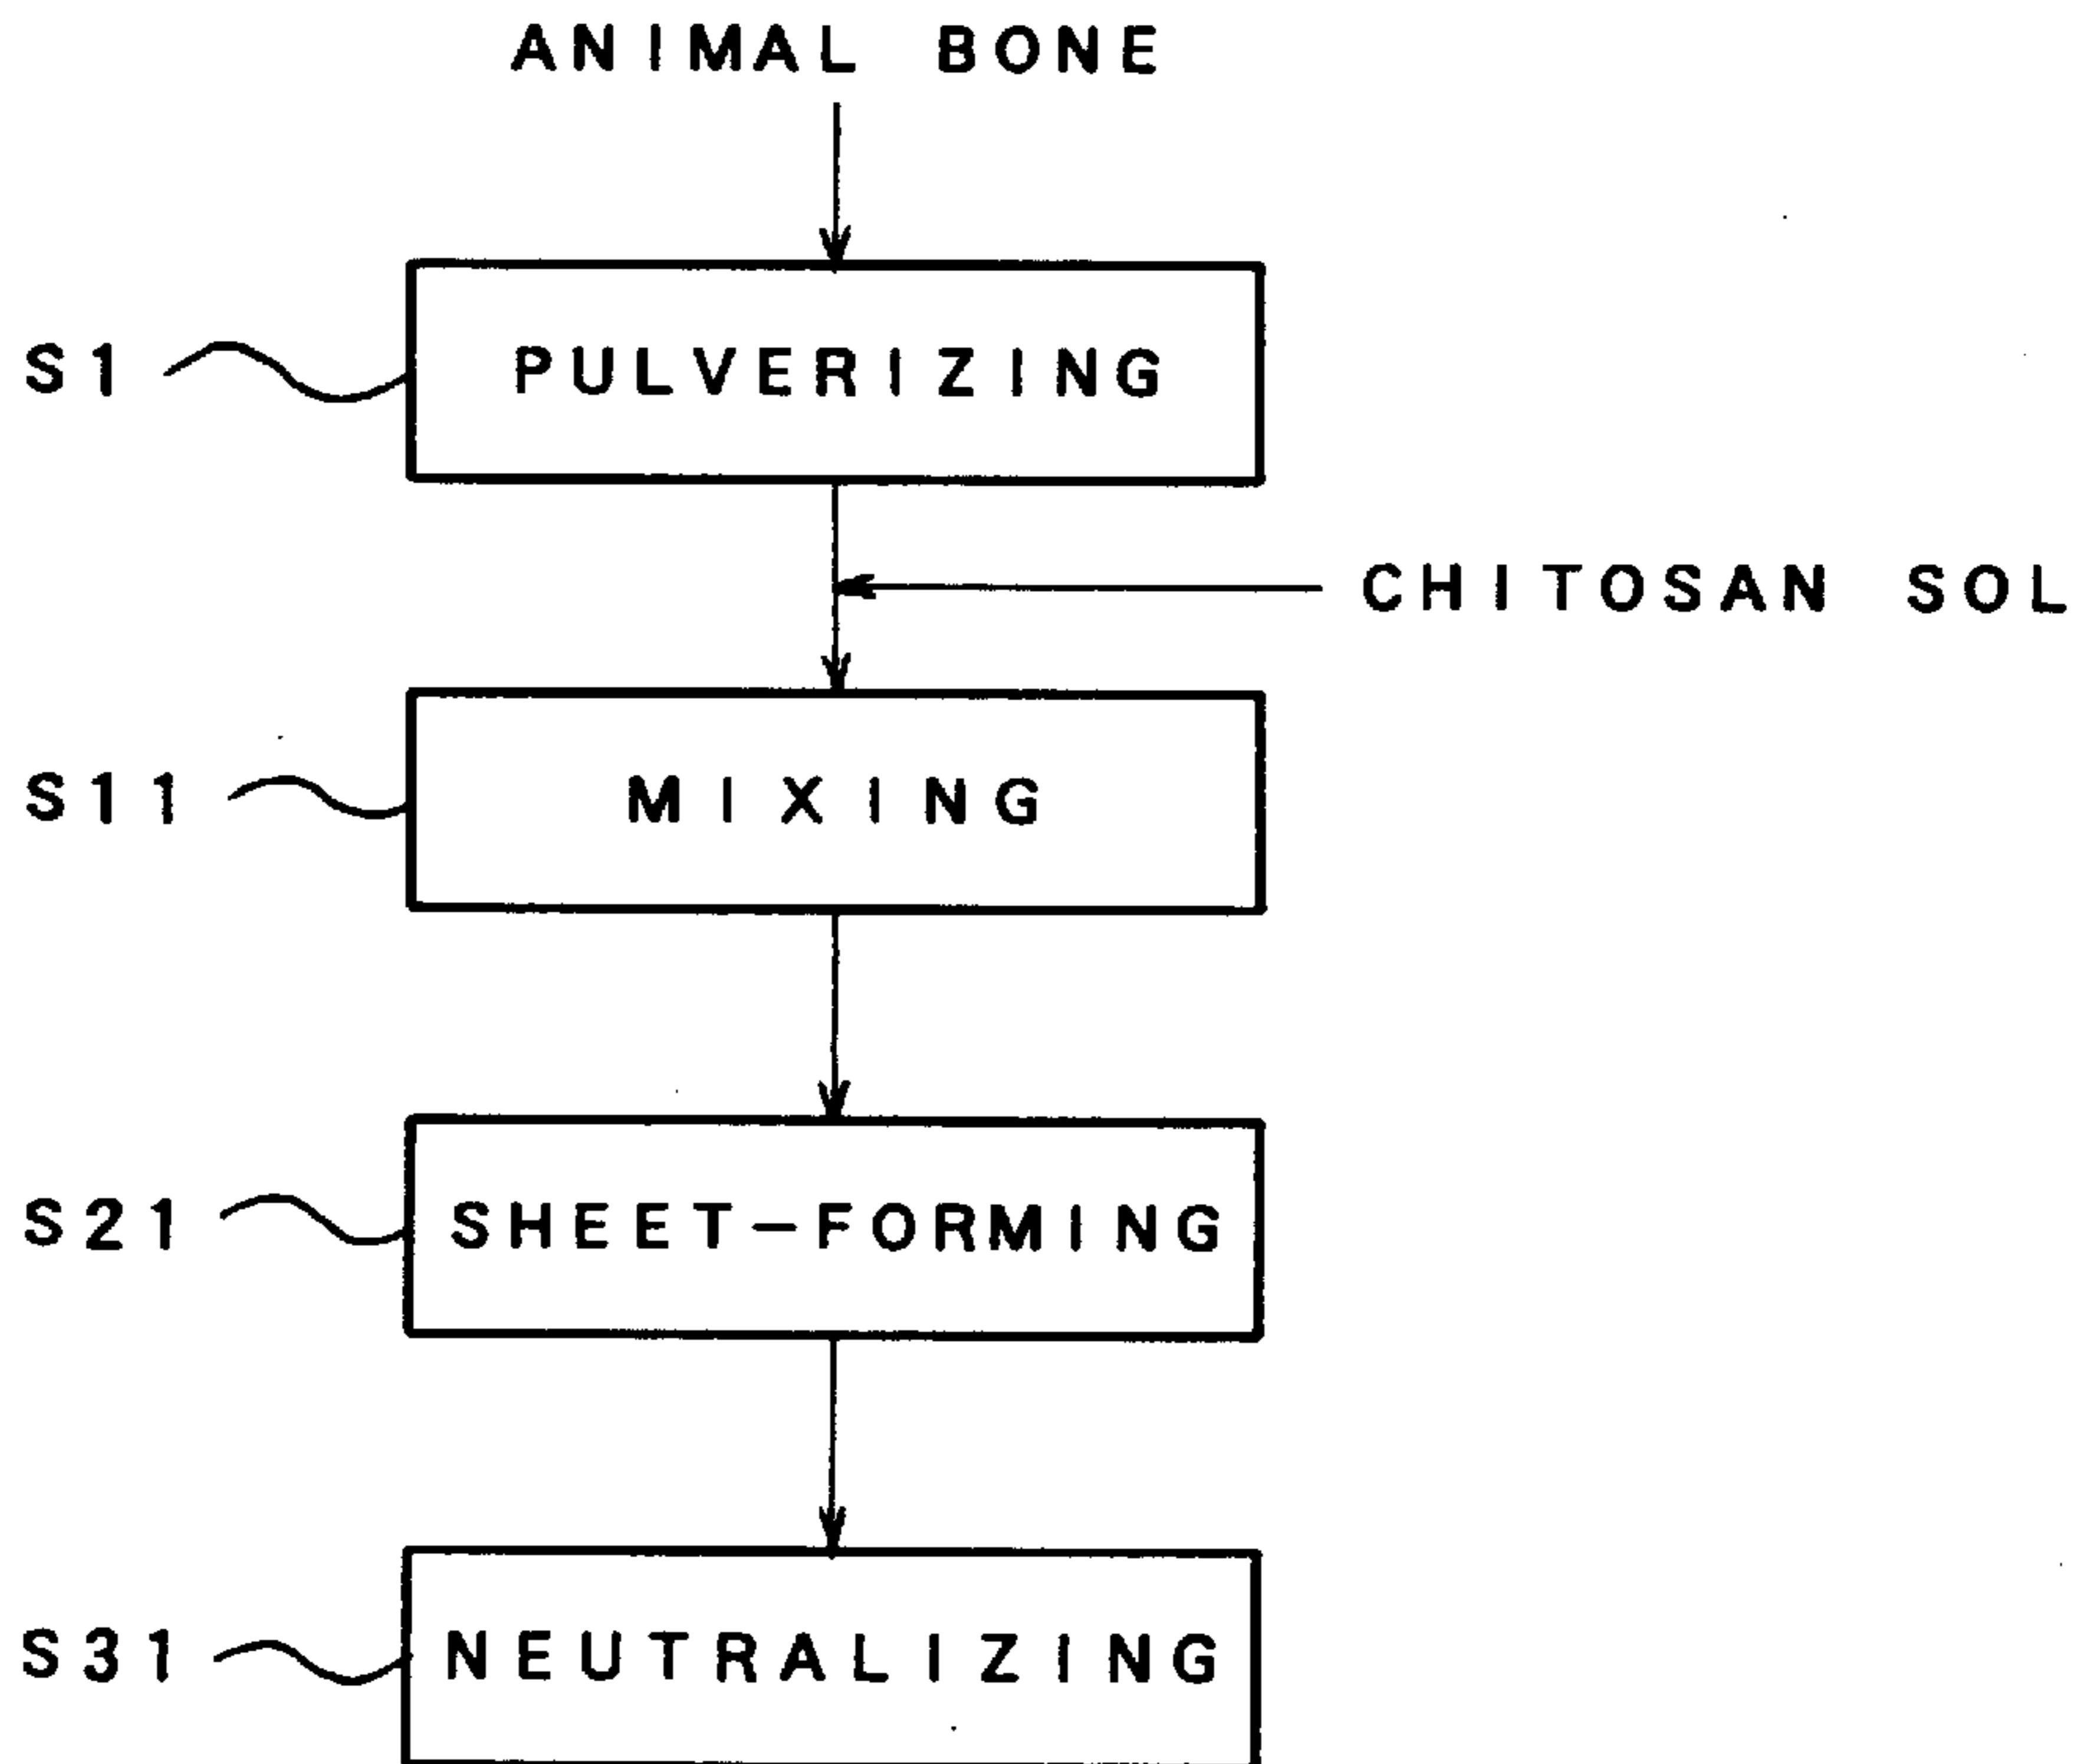 ANIMAL BONE
S1 PULVERIZING
CHITOSAN SOL
S11 MIXING
S21 SHEET-FORMING
S31 NEUTRALIZING